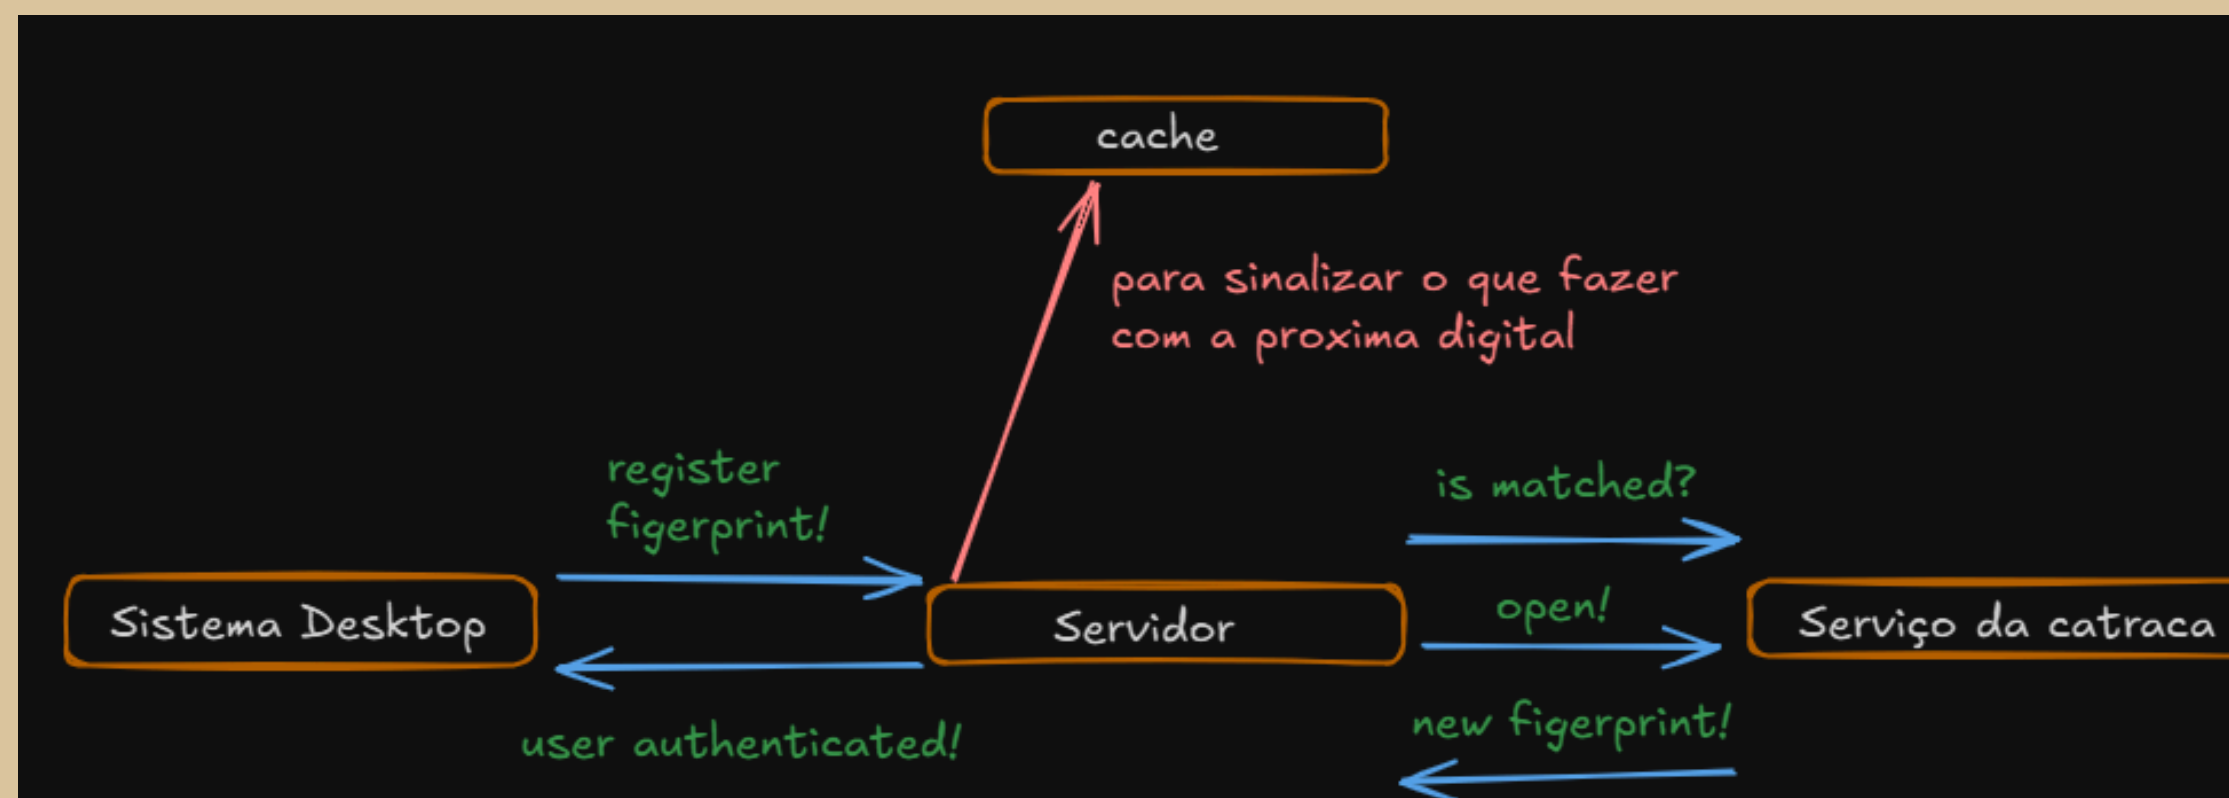 cache
para sinalizar o que fazer
com a proxima digital
register
figerprint!
is matched?
open!
Sistema Desktop
Servidor
Serviço da catraca
new figerprint!
user authenticated!